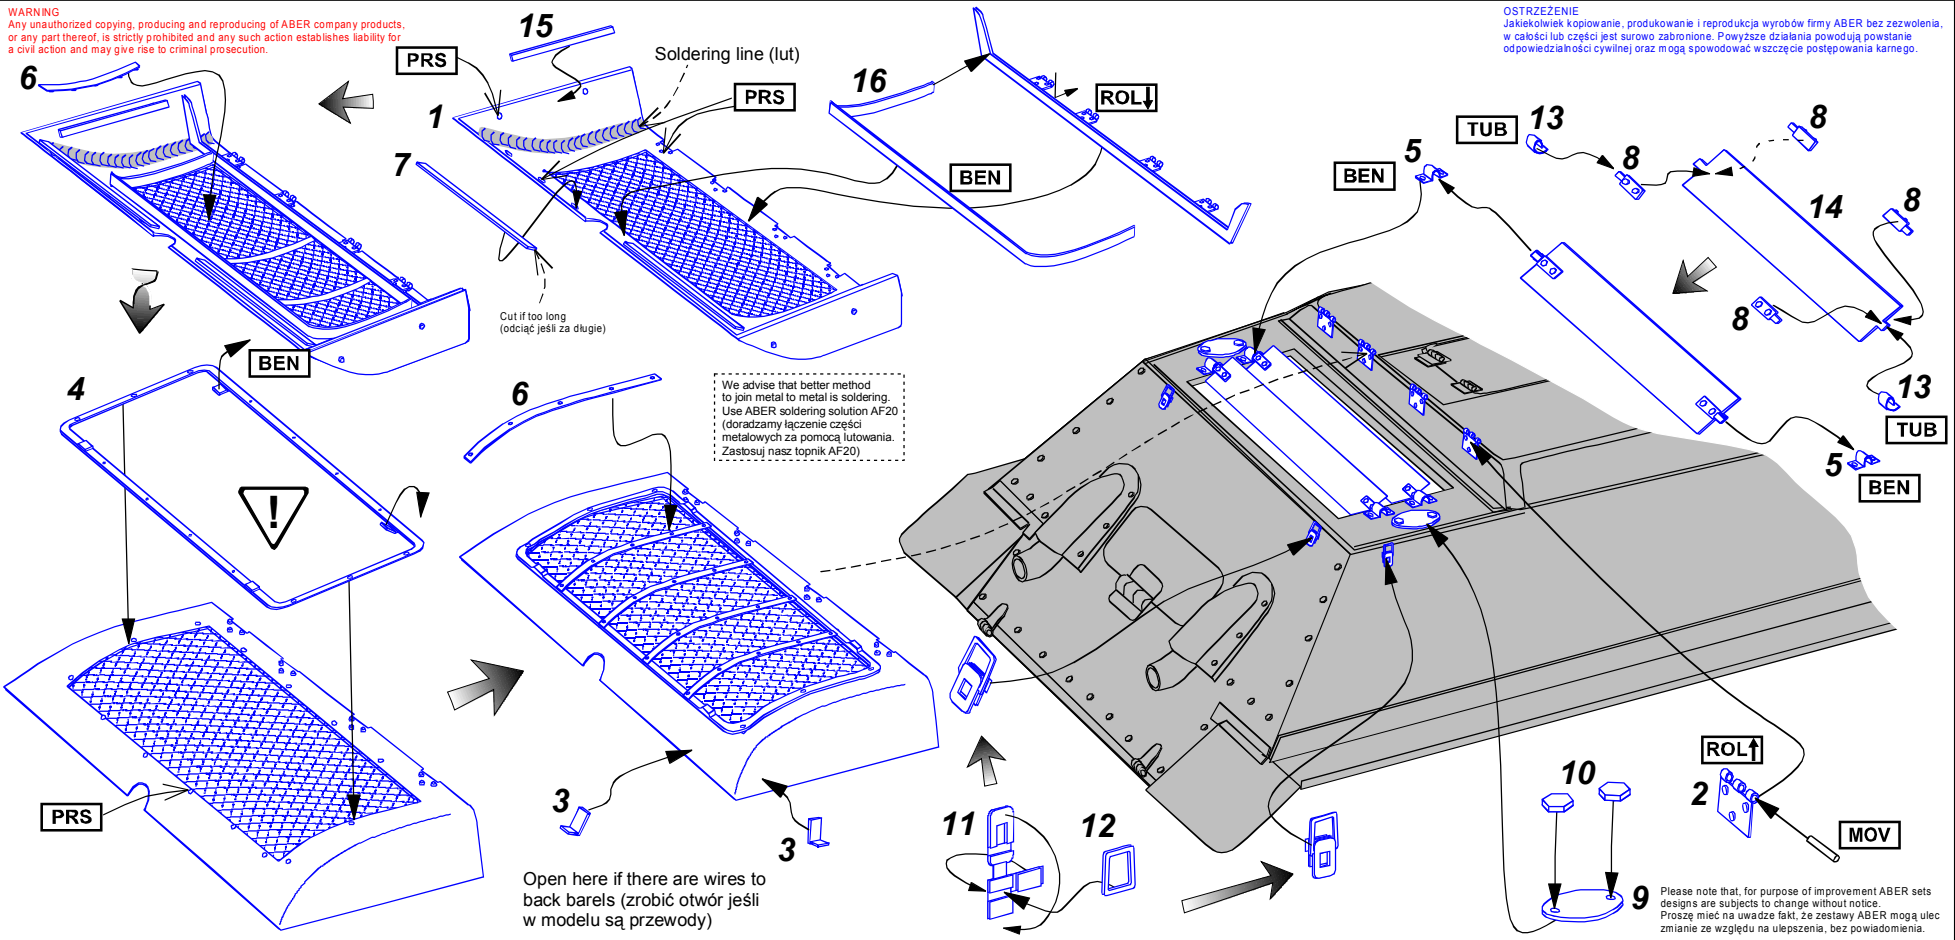 WARNING
Any unauthorized copying, producing and reproducing of ABER company products,
or any part thereof, is strictly prohibited and any such action establishes liability for
a civil action and may give rise to criminal prosecution.
OSTRZEŻENIE
Jakiekolwiek kopiowanie, produkowanie i reprodukcja wyrobów firmy ABER bez zezwolenia,
w całości lub części jest surowo zabronione. Powyższe działania powodują powstanie
odpowiedzialności cywilnej oraz mogą spowodować wszczęcie postępowania karnego.
6
15
PRS
Soldering line (lut)
PRS
1
7
16
ROL
BEN
Cut if too long
(odciąć jeśli za długie)
TUB
13
8
8
5
BEN
14
8
8
13
TUB
5
BEN
BEN
4
!
6
We advise that better method
to join metal to metal is soldering.
Use ABER soldering solution AF20
(doradzamy łączenie części
metalowych za pomocą lutowania.
Zastosuj nasz topnik AF20)
PRS
3
3
Open here if there are wires to
back barels (zrobić otwór jeśli
w modelu są przewody)
11
12
10
ROL
2
MOV
9
Please note that, for purpose of improvement ABER sets
designs are subjects to change without notice.
Proszę mieć na uwadze fakt, że zestawy ABER mogą ulec
zmianie ze względu na ulepszenia, bez powiadomienia.